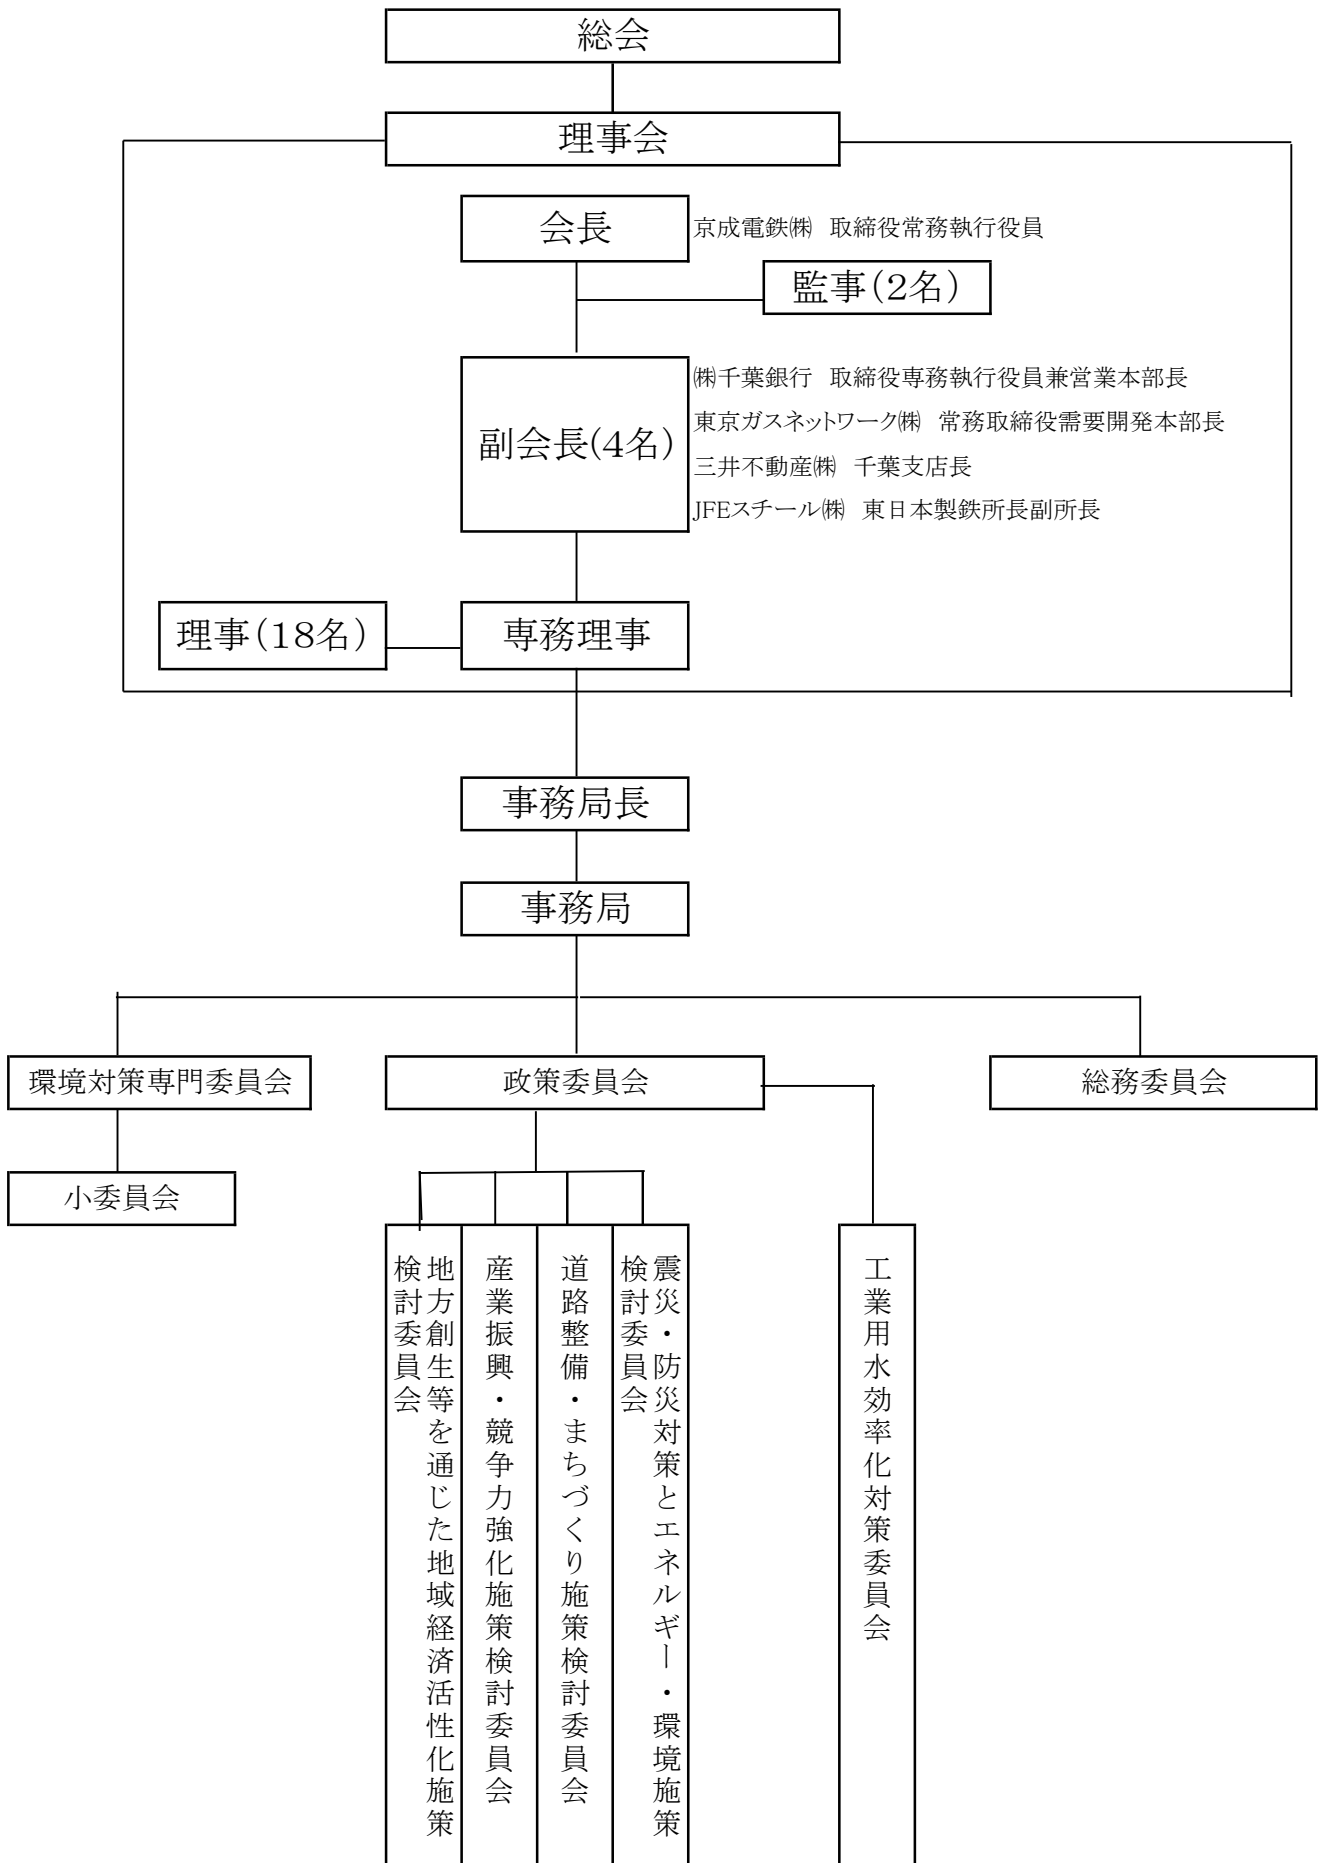 総会
理事会
会長
京成電鉄㈱ 取締役常務執行役員
監事(2名)
副会長(4名)
㈱千葉銀行 取締役専務執行役員兼営業本部長
東京ガスネットワーク㈱ 常務取締役需要開発本部長
三井不動産㈱ 千葉支店長
JFEスチール㈱ 東日本製鉄所長副所長
理事(18名)
専務理事
事務局長
事務局
環境対策専門委員会
政策委員会
総務委員会
小委員会
地方創生等を通じた地域経済活性化施策
検討委員会
産業振興・競争力強化施策検討委員会
道路整備・まちづくり施策検討委員会
震災・防災対策とエネルギー・環境施策
検討委員会
工業用水効率化対策委員会